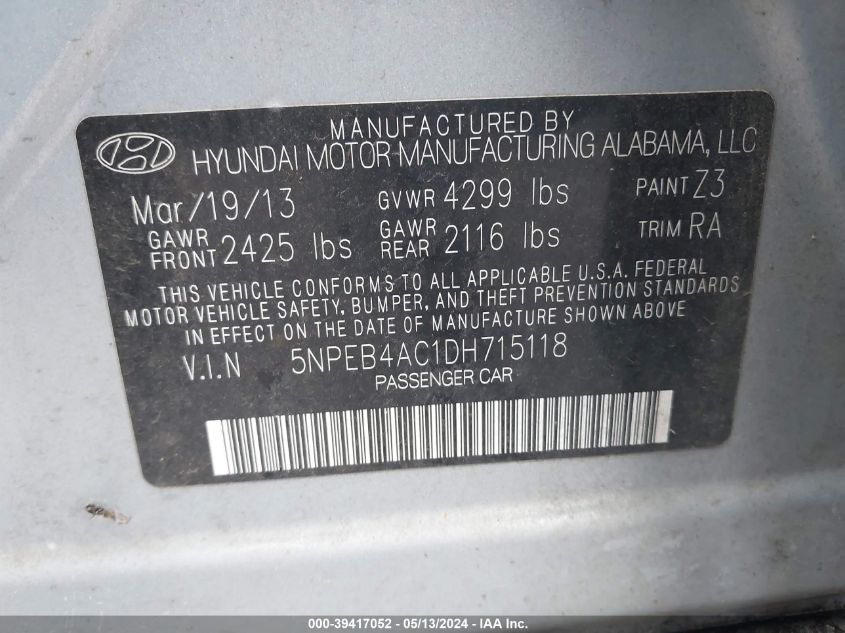 MANUFACTURED BY
HYUNDAI MOTOR MANUFACTURING ALABAMA, LLC
Mar/19/13 GVWR 4299 lbs PAINT Z3
GAWR FRONT 2425 lbs GAWR REAR 2116 lbs TRIM RA
THIS VEHICLE CONFORMS TO ALL APPLICABLE U.S.A. FEDERAL
MOTOR VEHICLE SAFETY, BUMPER, AND THEFT PREVENTION STANDARDS
IN EFFECT ON THE DATE OF MANUFACTURE SHOWN ABOVE
V.I.N 5NPEB4AC1DH715118
PASSENGER CAR
000-39417052 / 05/13/2024 - IAA Inc.